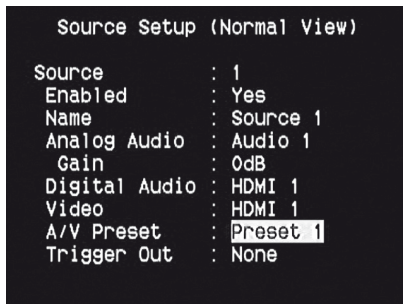 Source Setup (Normal View)
Source : 1
Enabled : Yes
Name : Source 1
Analog Audio : Audio 1
Gain : 0dB
Digital Audio : HDMI 1
Video : HDMI 1
A/V Preset : Preset 1
Trigger Out : None